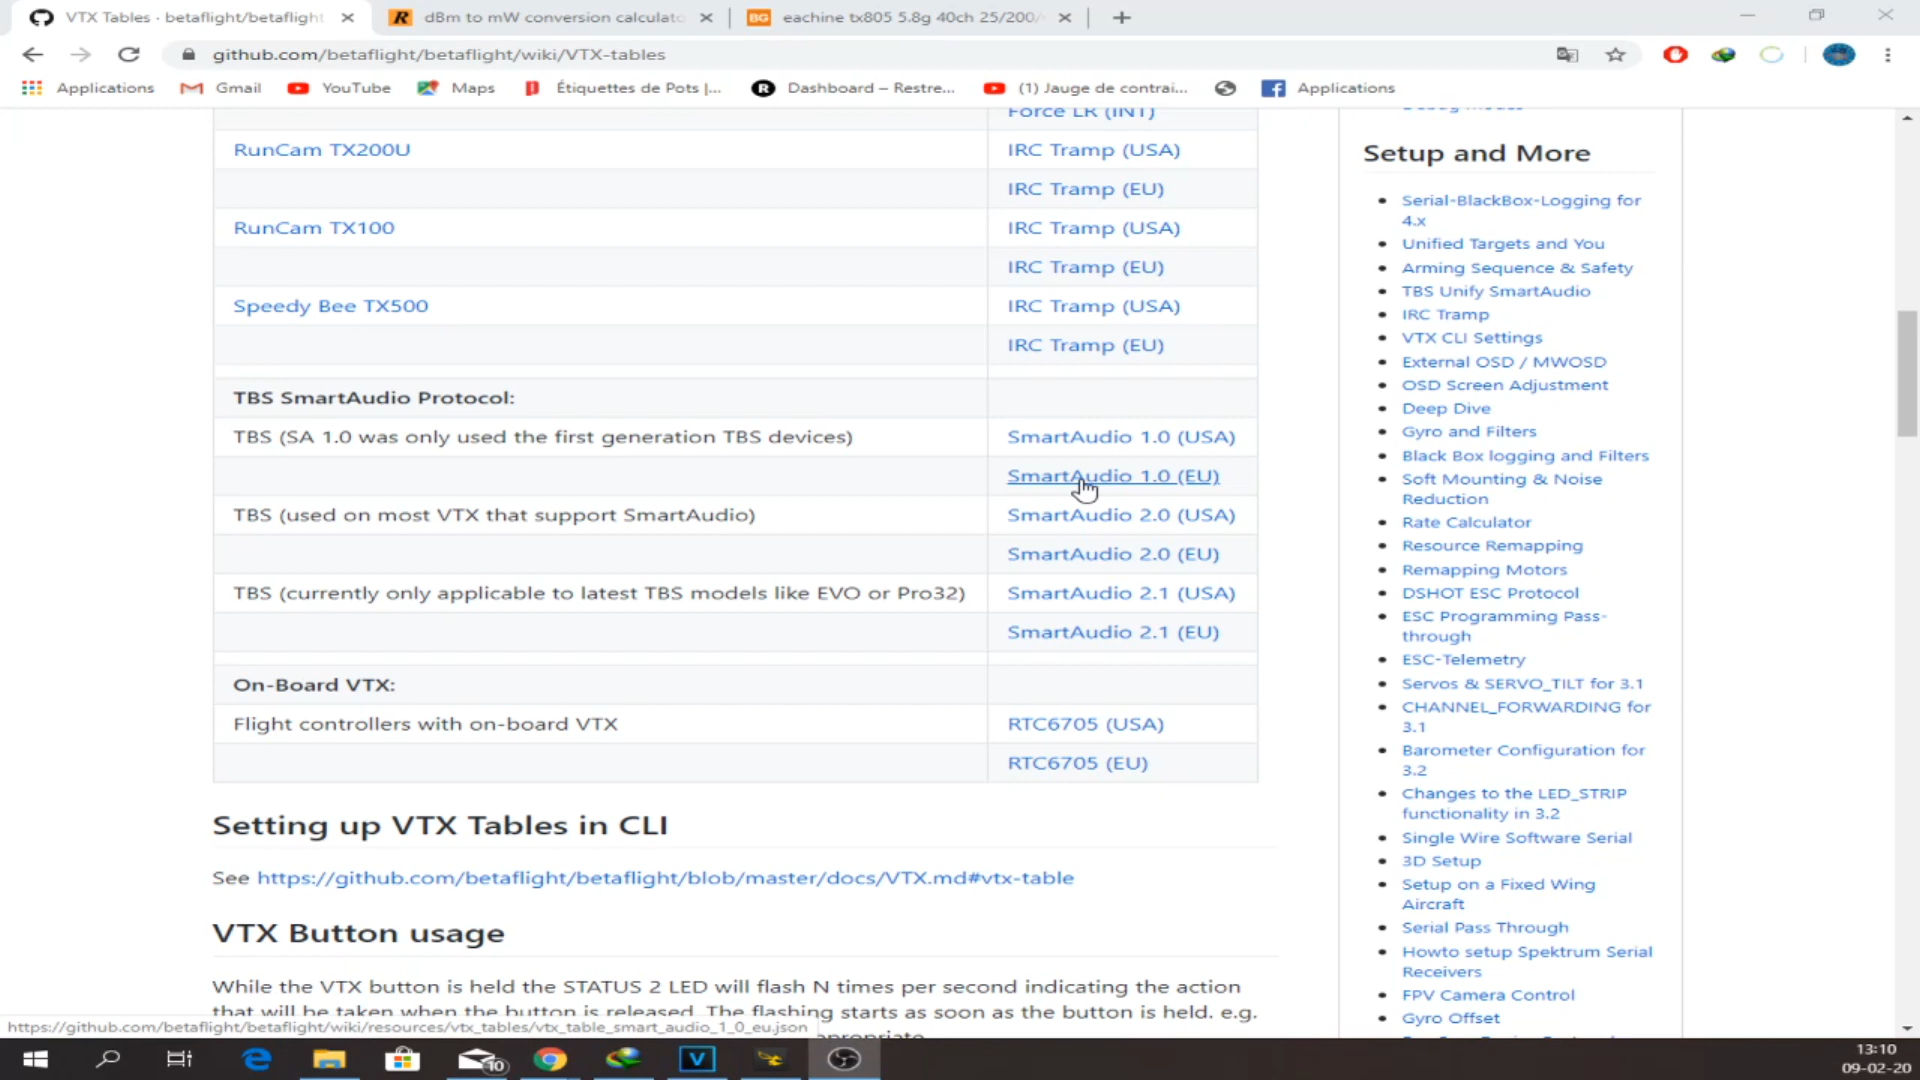 VTX Tables · betaflight/betaflight
dBm to mW conversion calculato
BG
eachine tx805 5.8g 40ch 25/200/
github.com/betaflight/betaflight/wiki/VTX-tables
Applications
Gmail
YouTube
Maps
Étiquettes de Pots |...
Dashboard – Restre...
(1) Jauge de contrai...
Applications
Force LR (INT)
RunCam TX200U
IRC Tramp (USA)
IRC Tramp (EU)
RunCam TX100
IRC Tramp (USA)
IRC Tramp (EU)
Speedy Bee TX500
IRC Tramp (USA)
IRC Tramp (EU)
TBS SmartAudio Protocol:
TBS (SA 1.0 was only used the first generation TBS devices)
SmartAudio 1.0 (USA)
SmartAudio 1.0 (EU)
TBS (used on most VTX that support SmartAudio)
SmartAudio 2.0 (USA)
SmartAudio 2.0 (EU)
TBS (currently only applicable to latest TBS models like EVO or Pro32)
SmartAudio 2.1 (USA)
SmartAudio 2.1 (EU)
On-Board VTX:
Flight controllers with on-board VTX
RTC6705 (USA)
RTC6705 (EU)
Setting up VTX Tables in CLI
See https://github.com/betaflight/betaflight/blob/master/docs/VTX.md#vtx-table
VTX Button usage
While the VTX button is held the STATUS 2 LED will flash N times per second indicating the action
that will be taken when the button is released. The flashing starts as soon as the button is held. e.g.
https://github.com/betaflight/betaflight/wiki/resources/vtx_tables/vtx_table_smart_audio_1_0_eu.json
Setup and More
Serial-BlackBox-Logging for
4.x
Unified Targets and You
Arming Sequence & Safety
TBS Unify SmartAudio
IRC Tramp
VTX CLI Settings
External OSD / MWOSD
OSD Screen Adjustment
Deep Dive
Gyro and Filters
Black Box logging and Filters
Soft Mounting & Noise
Reduction
Rate Calculator
Resource Remapping
Remapping Motors
DSHOT ESC Protocol
ESC Programming Pass-
through
ESC-Telemetry
Servos & SERVO_TILT for 3.1
CHANNEL_FORWARDING for
3.1
Barometer Configuration for
3.2
Changes to the LED_STRIP
functionality in 3.2
Single Wire Software Serial
3D Setup
Setup on a Fixed Wing
Aircraft
Serial Pass Through
Howto setup Spektrum Serial
Receivers
FPV Camera Control
Gyro Offset
10
13:10
09-02-20